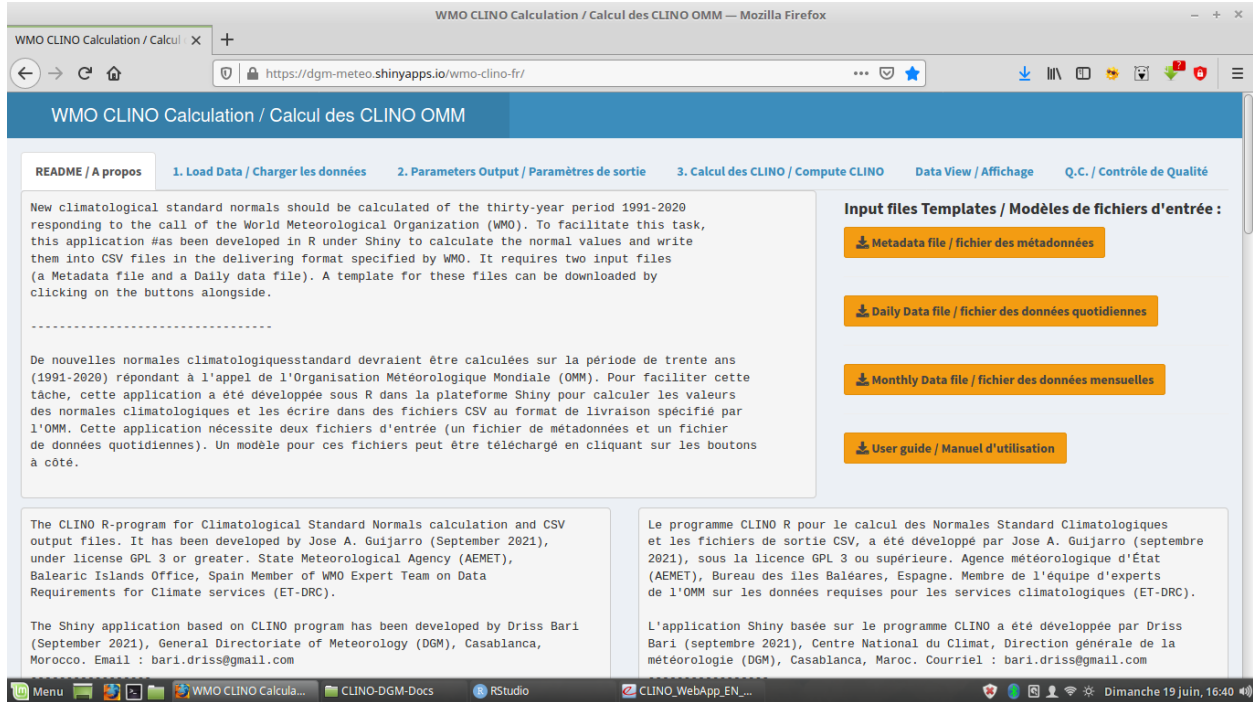 WMO CLINO Calculation / Calcul des CLINO OMM — Mozilla Firefox
WMO CLINO Calculation / Calcul
https://dgm-meteo.shinyapps.io/wmo-clino-fr/
WMO CLINO Calculation / Calcul des CLINO OMM
README / A propos
1. Load Data / Charger les données
2. Parameters Output / Paramètres de sortie
3. Calcul des CLINO / Compute CLINO
Data View / Affichage
Q.C. / Contrôle de Qualité
New climatological standard normals should be calculated of the thirty-year period 1991-
2020
responding to the call of the World Meteorological Organization (WMO). To facilitate this task,
this application #as been developed in R under Shiny to calculate the normal values and write
them into CSV files in the delivering format specified by WMO. It requires two input files
(a Metadata file and a Daily data file). A template for these files can be downloaded by
clicking on the buttons alongside.
----------------------------------
De nouvelles normales climatologiquesstandard devraient être calculées sur la période de trente ans
(1991-2020) répondant à l'appel de l'Organisation Météorologique Mondiale (OMM). Pour faciliter cette
tâche, cette application a été développée sous R dans la plateforme Shiny pour calculer les valeurs
des normales climatologiques et les écrire dans des fichiers CSV au format de livraison spécifié par
l'OMM. Cette application nécessite deux fichiers d'entrée (un fichier de métadonnées et un fichier
de données quotidiennes). Un modèle pour ces fichiers peut être téléchargé en cliquant sur les boutons
à côté.
Input files Templates / Modèles de fichiers d'entrée :
Metadata file / fichier des métadonnées
Daily Data file / fichier des données quotidiennes
Monthly Data file / fichier des données mensuelles
User guide / Manuel d'utilisation
The CLINO R-program for Climatological Standard Normals calculation and CSV
output files. It has been developed by Jose A. Guijarro (September 2021),
under license GPL 3 or greater. State Meteorological Agency (AEMET),
Balearic Islands Office, Spain Member of WMO Expert Team on Data
Requirements for Climate services (ET-DRC).
The Shiny application based on CLINO program has been developed by Driss Bari
(September 2021), General Directorate of Meteorology (DGM), Casablanca,
Morocco. Email : bari.driss@gmail.com
Le programme CLINO R pour le calcul des Normales Standard Climatologiques
et les fichiers de sortie CSV, a été développé par Jose A. Guijarro (septembre
2021), sous la licence GPL 3 ou supérieure. Agence météorologique d'État
(AEMET), Bureau des îles Baléares, Espagne. Membre de l'équipe d'experts
de l'OMM sur les données requises pour les services climatologiques (ET-DRC).
L'application Shiny basée sur le programme CLINO a été développée par Driss
Bari (septembre 2021), Centre National du Climat, Direction générale de la
météorologie (DGM), Casablanca, Maroc. Courriel : bari.driss@gmail.com
Menu
WMO CLINO Calcula...
CLINO-DGM-Docs
RStudio
CLINO_WebApp_EN_...
Dimanche 19 juin, 16:40